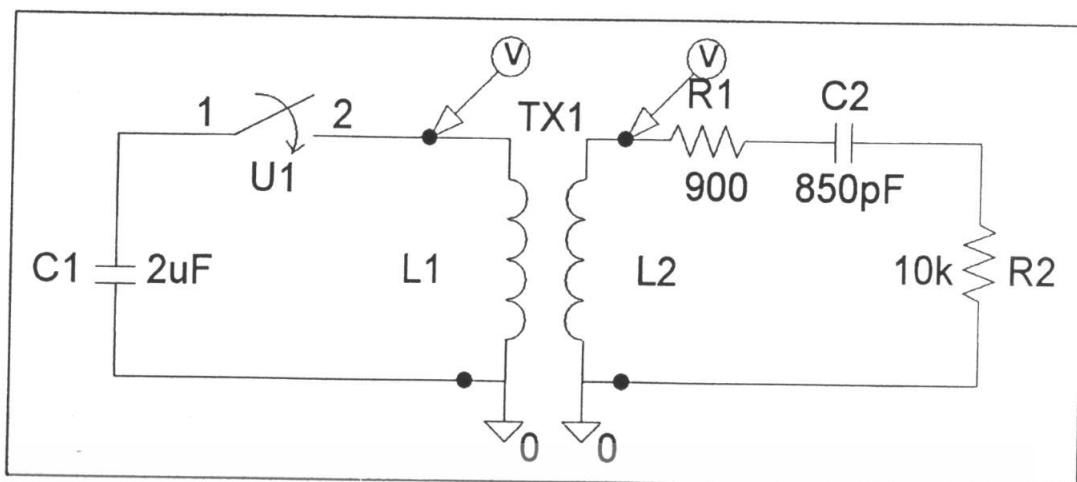 V V
R1 C2
1 2 TX1
U1 900 850pF
C1 2uF L1 L2 10k R2
0 0